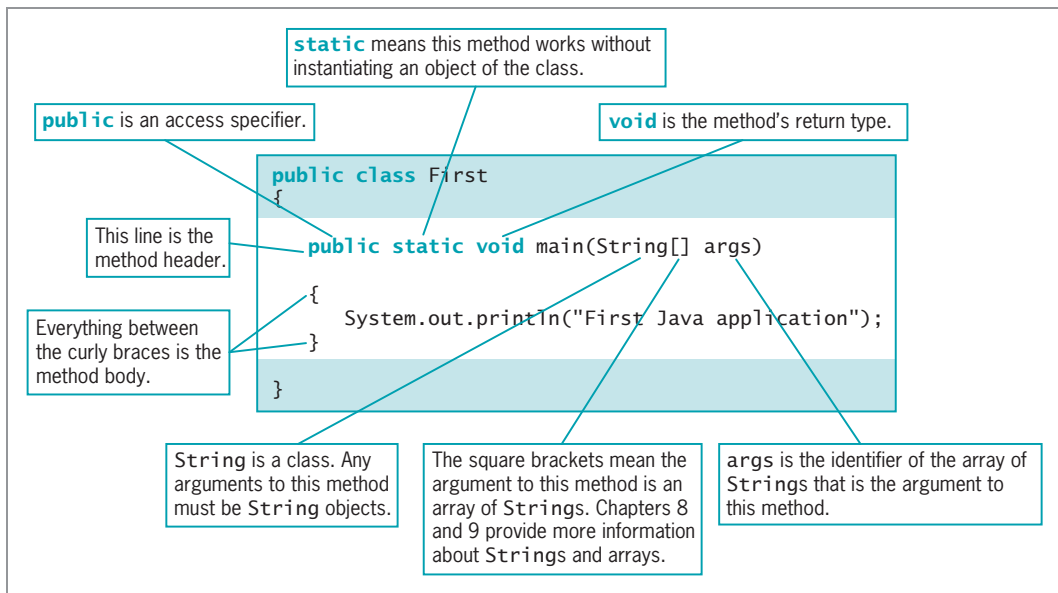 static means this method works without
instantiating an object of the class.
public is an access specifier.
void is the method's return type.
public class First
{
This line is the
method header.
public static void main(String[] args)
{
System.out.println("First Java application");
}
Everything between
the curly braces is the
method body.
}
String is a class. Any
arguments to this method
must be String objects.
The square brackets mean the
argument to this method is an
array of Strings. Chapters 8
and 9 provide more information
about Strings and arrays.
args is the identifier of the array of
Strings that is the argument to
this method.